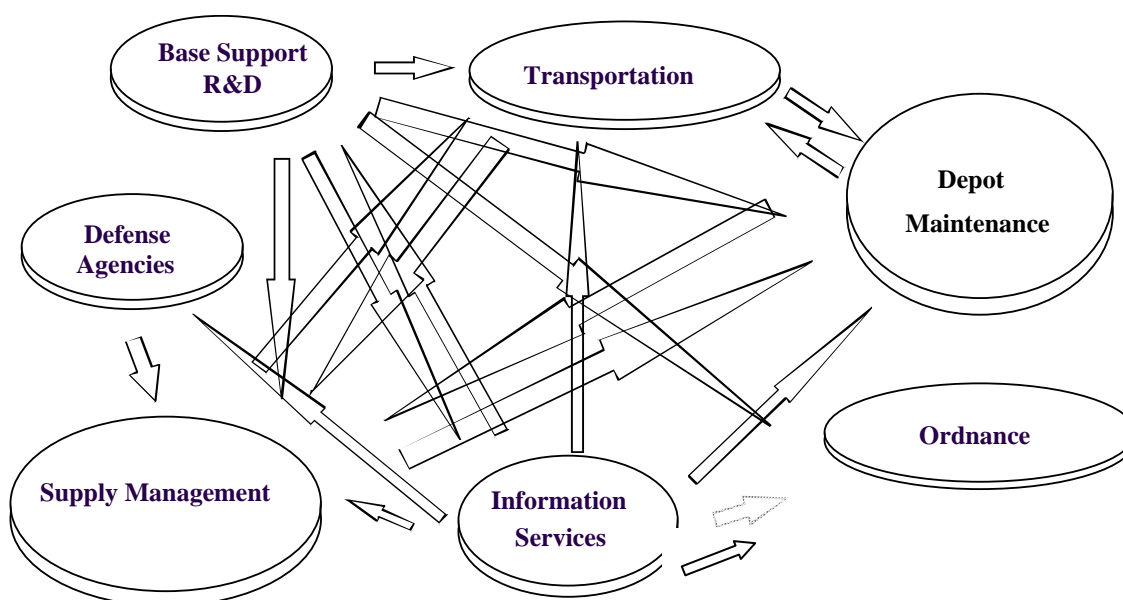 Base Support
R&D
Transportation
Depot
Maintenance
Defense
Agencies
Ordnance
Supply Management
Information
Services